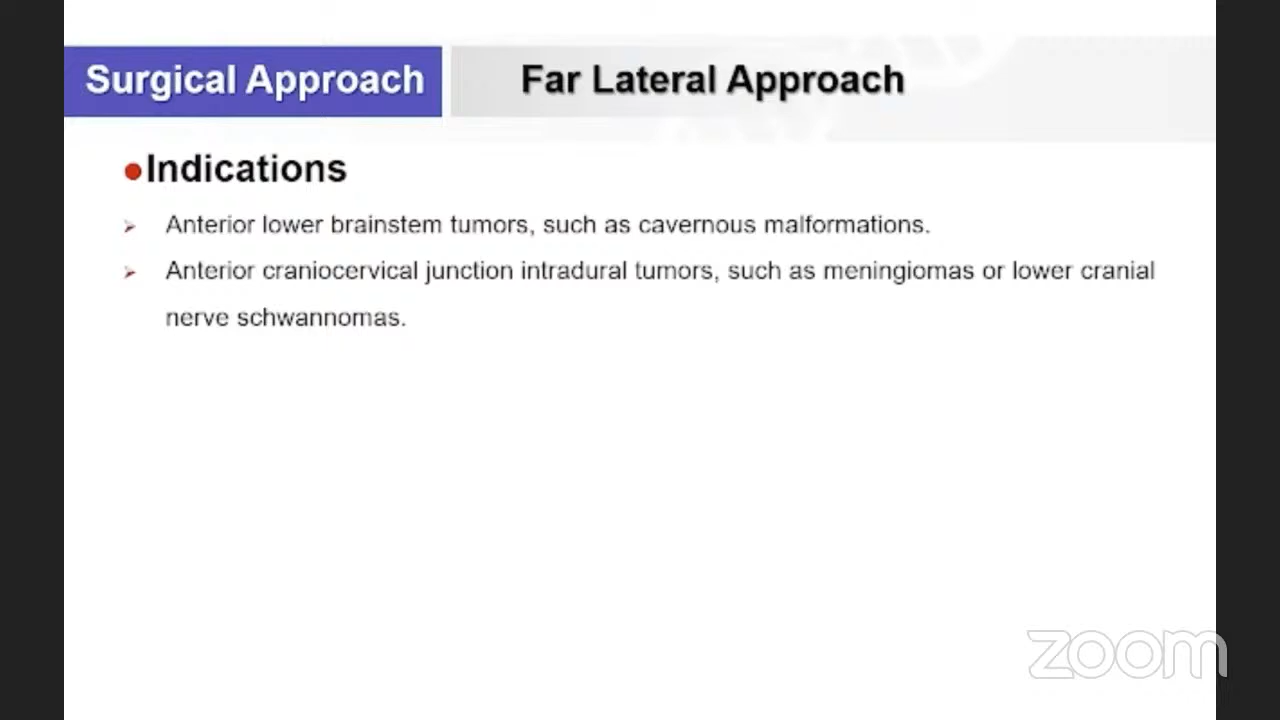 Surgical Approach Far Lateral Approach
●Indications
➢ Anterior lower brainstem tumors, such as cavernous malformations.
➢ Anterior craniocervical junction intradural tumors, such as meningiomas or lower cranial
nerve schwannomas.
zoom